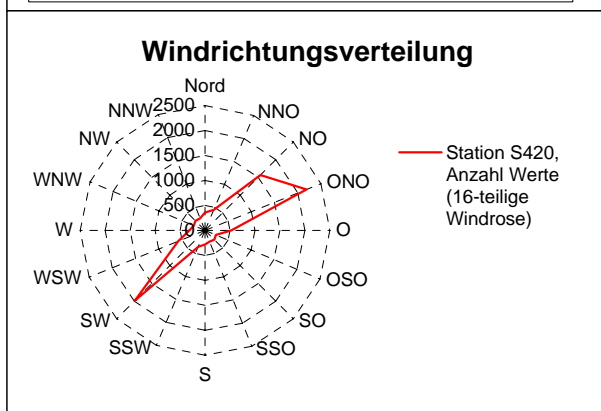 Windrichtungsverteilung
Nord
NNW
2500
NNO
NW
2000
NO
1500
WNW
1000
ONO
500
W
0
O
WSW
OSO
SW
SO
SSW
SSO
S
Station S420,
Anzahl Werte
(16-teilige
Windrose)